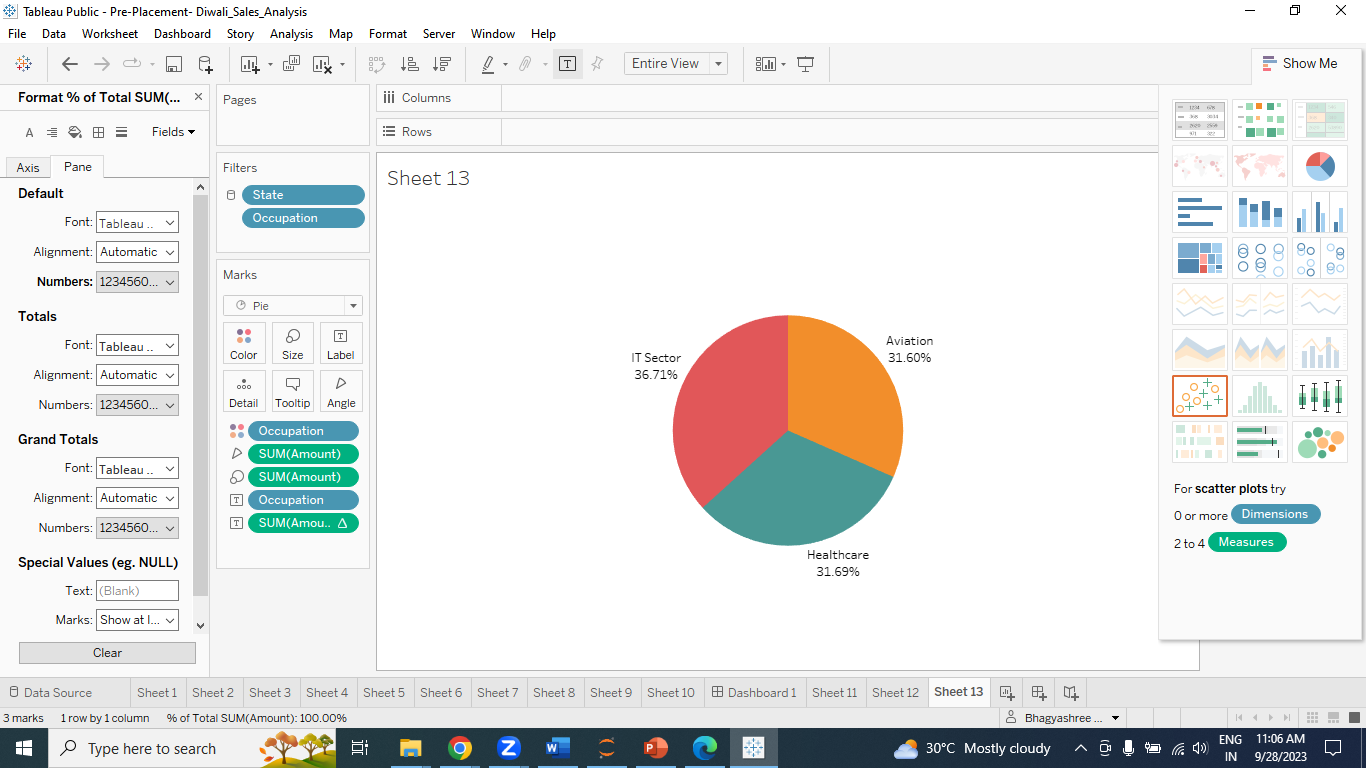 Tableau Public - Pre-Placement- Diwali_Sales_Analysis
File Data Worksheet Dashboard Story Analysis Map Format Server Window Help
Entire View
Show Me
Format % of Total SUM(...
Fields
Axis Pane
Default
Font: Tableau ..
Alignment: Automatic
Numbers: 1234560...
Totals
Font: Tableau ..
Alignment: Automatic
Numbers: 1234560...
Grand Totals
Font: Tableau ..
Alignment: Automatic
Numbers: 1234560...
Special Values (eg. NULL)
Text: (Blank)
Marks: Show at l...
Clear
Pages
Filters
State
Occupation
Marks
Pie
Color Size Label
Detail Tooltip Angle
Occupation
SUM(Amount)
SUM(Amount)
Occupation
SUM(Amou.. Δ
Columns
Rows
Sheet 13
IT Sector
36.71%
Aviation
31.60%
Healthcare
31.69%
For scatter plots try
0 or more Dimensions
2 to 4 Measures
Data Source Sheet 1 Sheet 2 Sheet 3 Sheet 4 Sheet 5 Sheet 6 Sheet 7 Sheet 8 Sheet 9 Sheet 10 Dashboard 1 Sheet 11 Sheet 12 Sheet 13
3 marks 1 row by 1 column % of Total SUM(Amount): 100.00%
Bhagyashree ...
Type here to search
30°C Mostly cloudy
ENG
IN
11:06 AM
9/28/2023